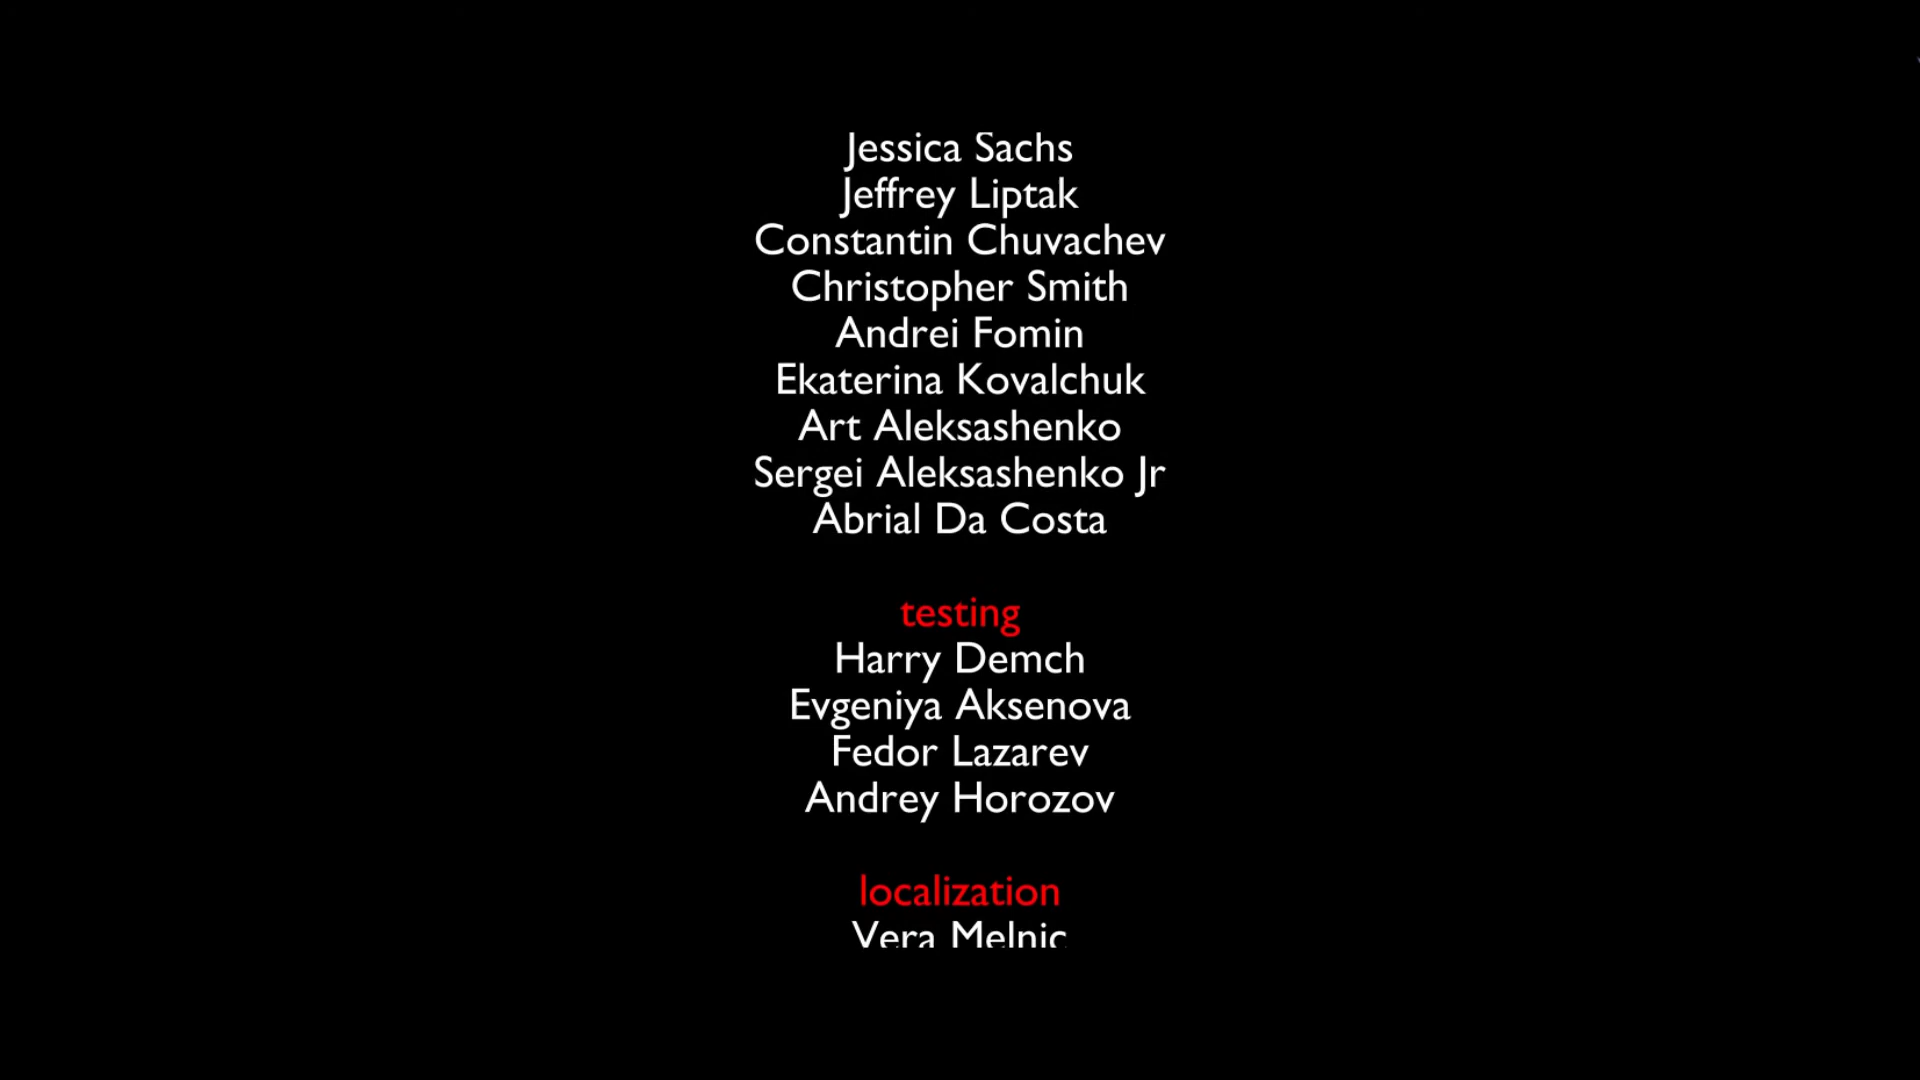 Jessica Sachs
Jeffrey Liptak
Constantin Chuvachev
Christopher Smith
Andrei Fomin
Ekaterina Kovalchuk
Art Aleksashenko
Sergei Aleksashenko Jr
Abrial Da Costa
testing
Harry Demch
Evgeniya Aksenova
Fedor Lazarev
Andrey Horozov
localization
Vera Melnic